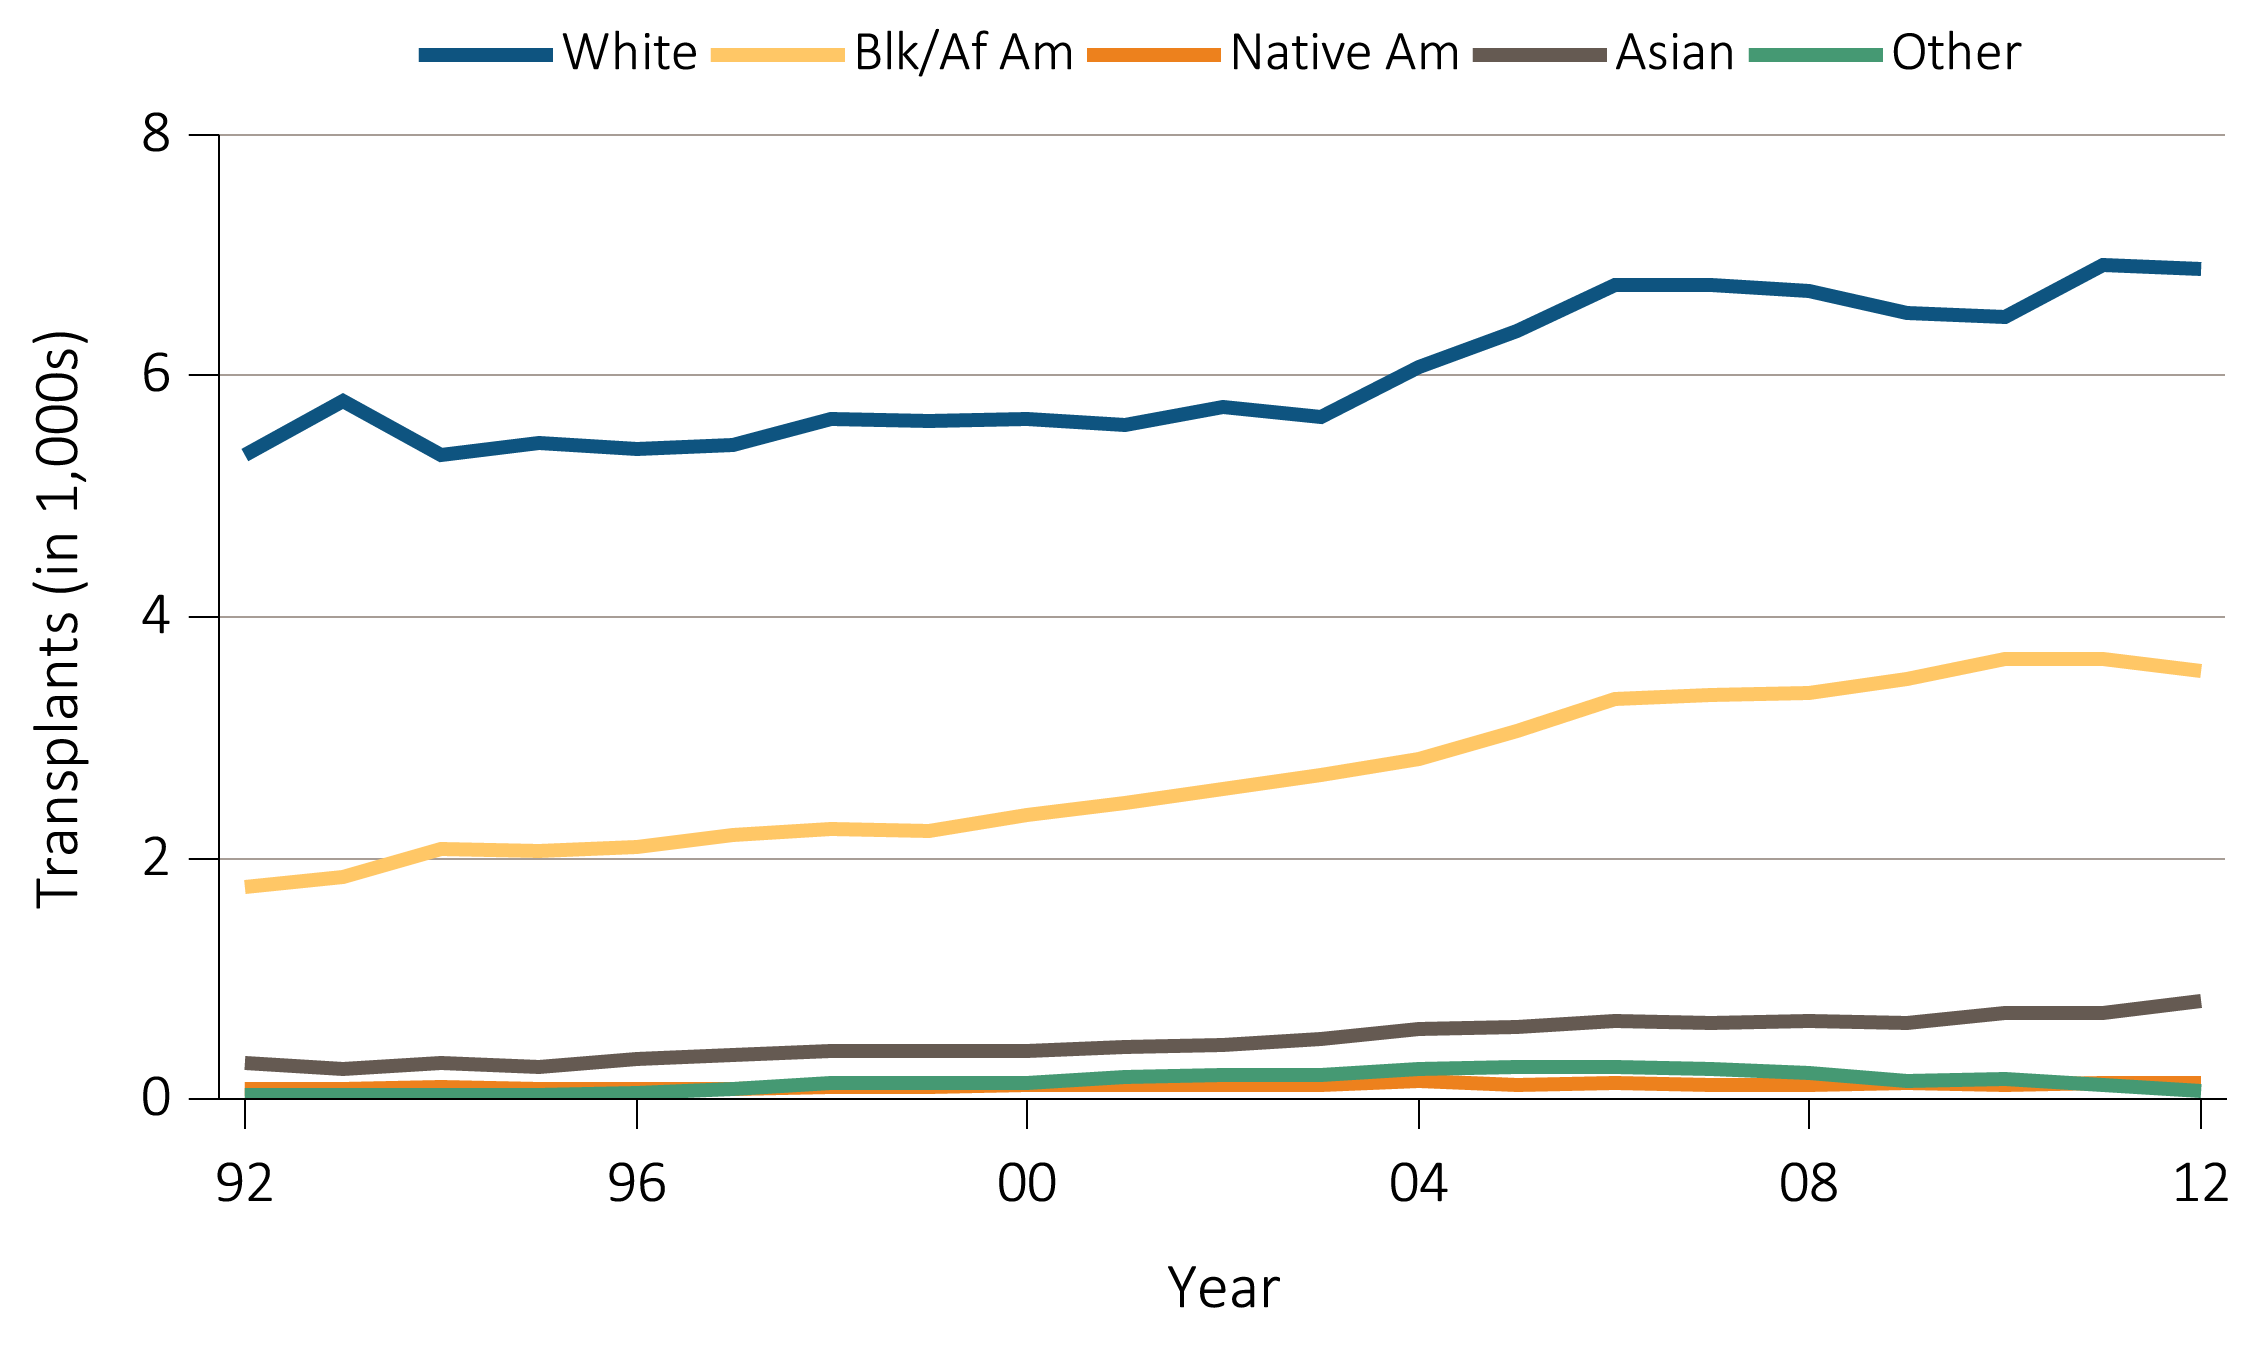 White Blk/Af Am Native Am Asian Other
8
6
4
2
0
Transplants (in 1,000s)
92 96 00 04 08 12
Year